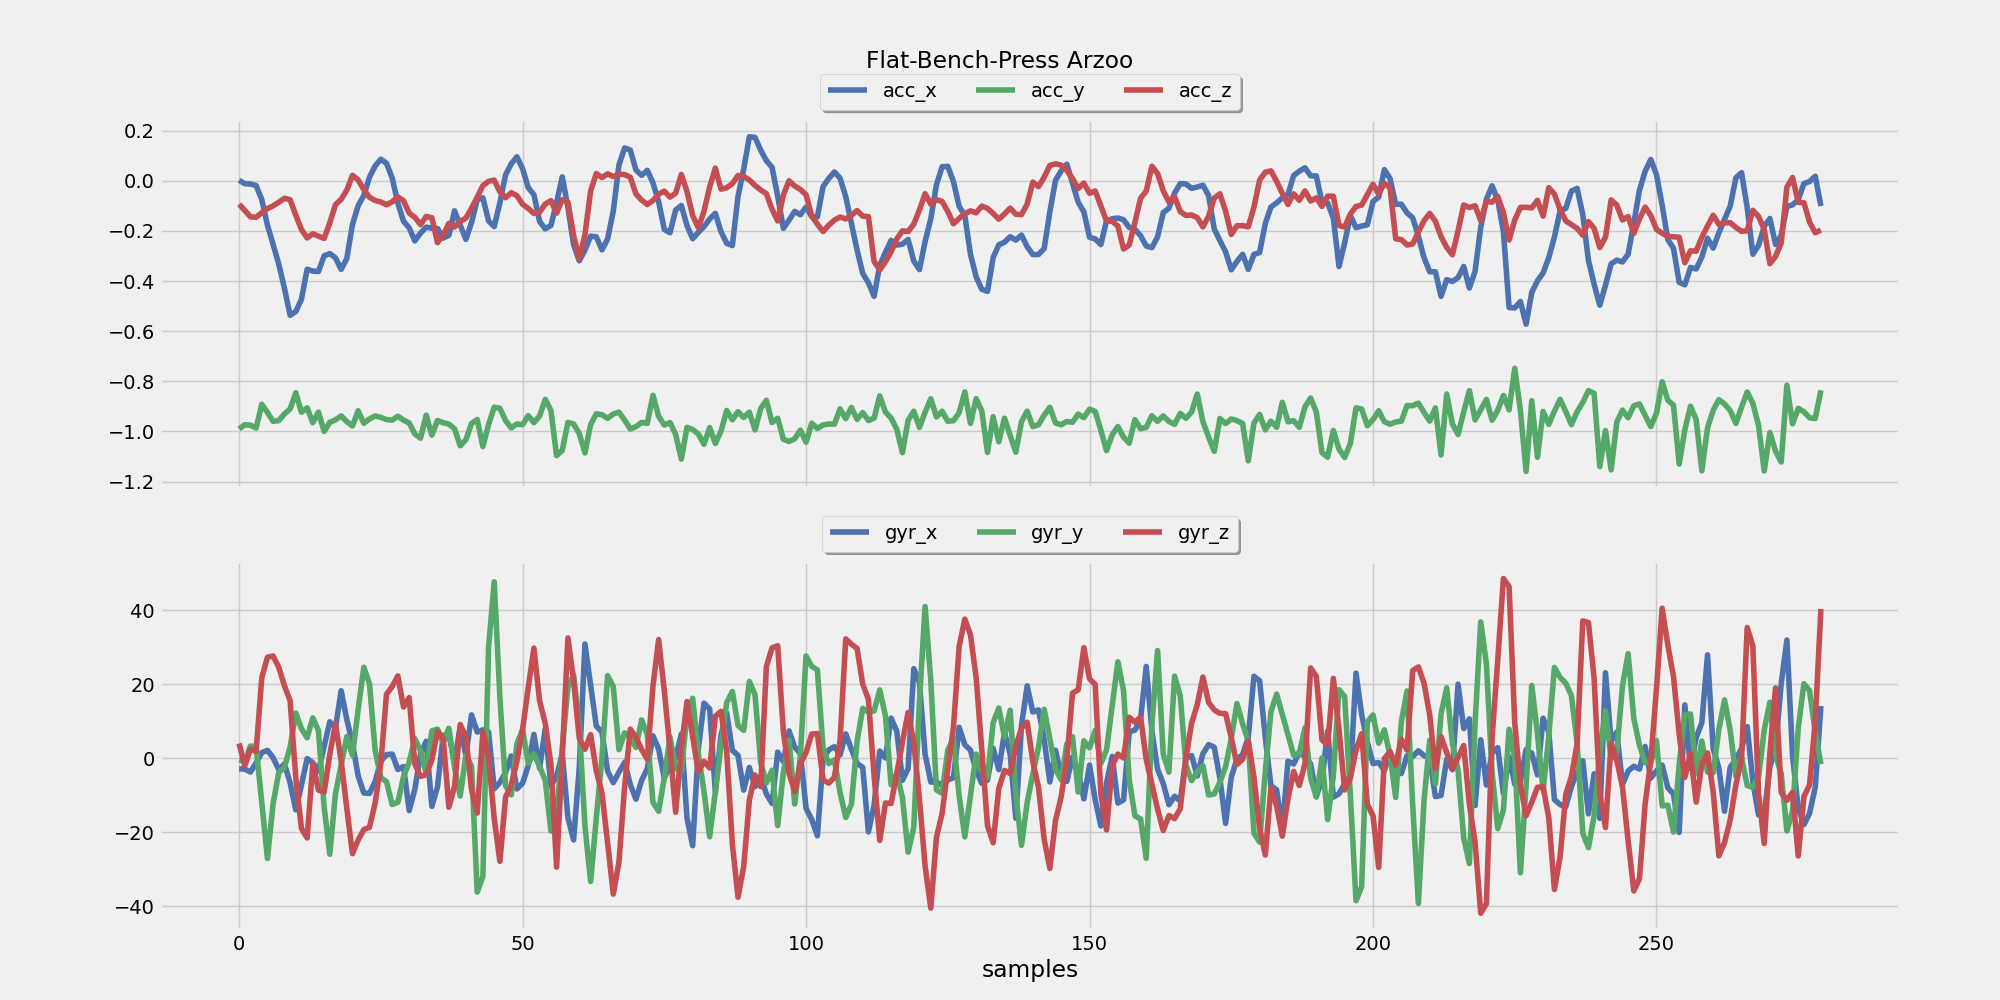 Flat-Bench-Press Arzoo
acc_x acc_y acc_z
0.2
0.0
−0.2
−0.4
−0.6
−0.8
−1.0
−1.2
gyr_x gyr_y gyr_z
40
20
0
−20
−40
0 50 100 150 200 250
samples